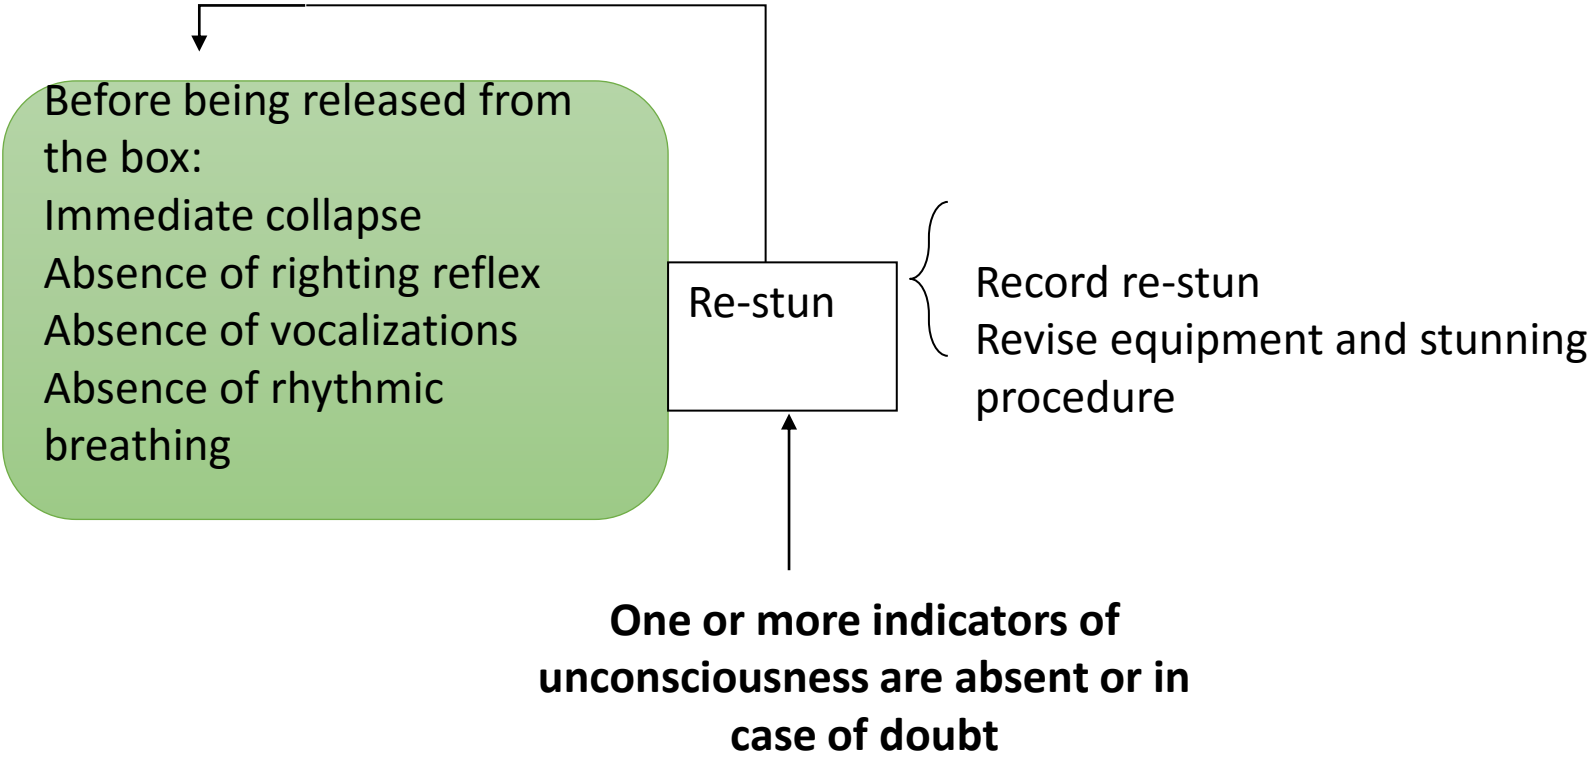 Before being released from
the box:
Immediate collapse
Absence of righting reflex
Absence of vocalizations
Absence of rhythmic
breathing
Re-stun
Record re-stun
Revise equipment and stunning
procedure
One or more indicators of
unconsciousness are absent or in
case of doubt